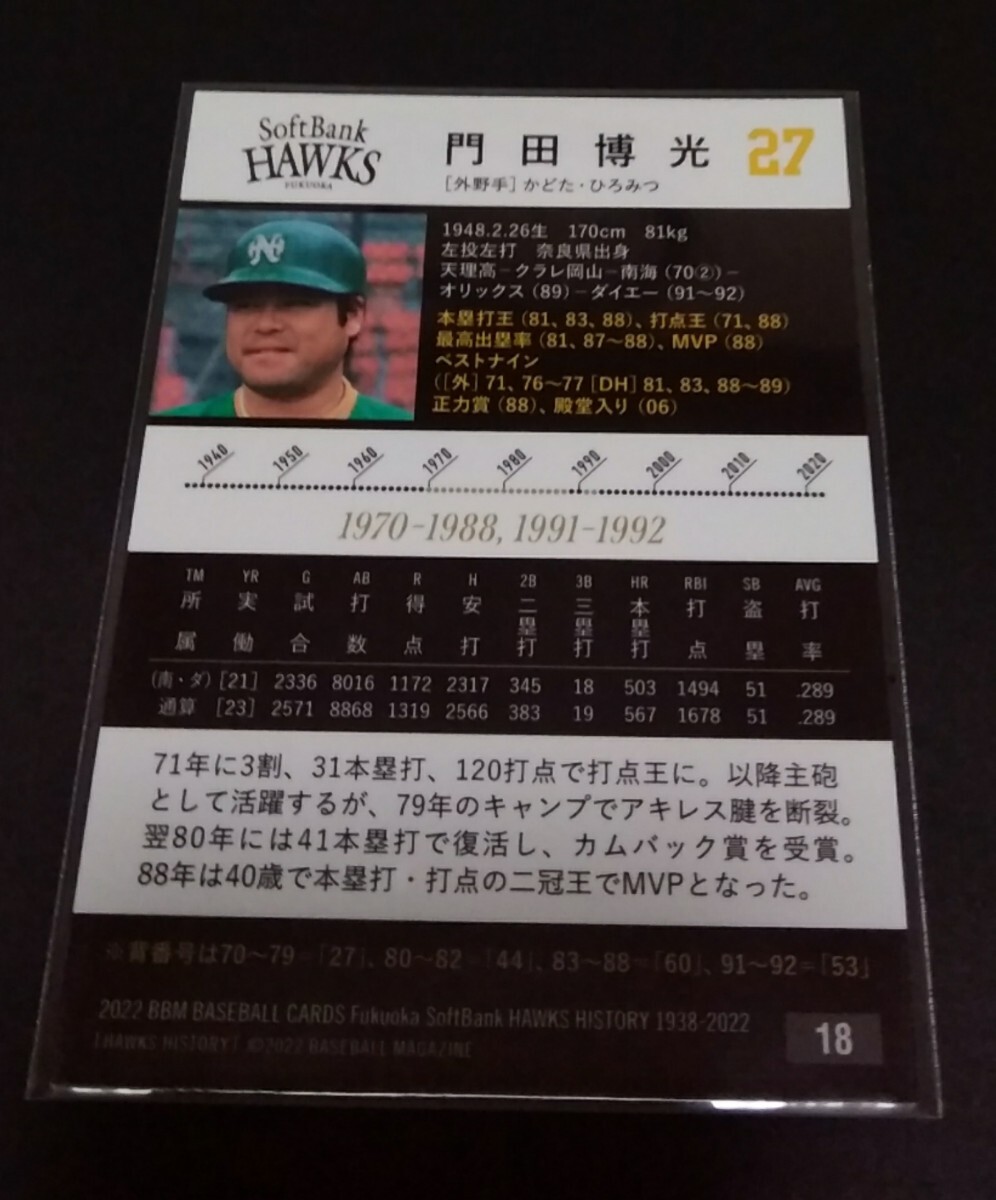 SoftBank
HAWKS
FUKUOKA
門田博光 27
［外野手］かどた・ひろみつ
NH
1948.2.26生 170cm 81kg
左投左打 奈良県出身
天理高－クラレ岡山－南海（70②）－
オリックス（89）－ダイエー（91～92）
本塁打王（81、83、88）、打点王（71、88）
最高出塁率（81、87～88）、MVP（88）
ベストナイン
（［外］71、76～77［DH］81、83、88～89）
正力賞（88）、殿堂入り（06）
1940 1950 1960 1970 1980 1990 2000 2010 2020
1970-1988, 1991-1992
TM YR G AB R H 2B 3B HR RBI SB AVG
所属 実働 試合 打数 得点 安打 二塁打 三塁打 本塁打 打点 盗塁 打率
（南・ダ）[21] 2336 8016 1172 2317 345 18 503 1494 51 .289
通算 [23] 2571 8868 1319 2566 383 19 567 1678 51 .289
71年に3割、31本塁打、120打点で打点王に。以降主砲
として活躍するが、79年のキャンプでアキレス腱を断裂。
翌80年には41本塁打で復活し、カムバック賞を受賞。
88年は40歳で本塁打・打点の二冠王でMVPとなった。
※背番号は70～79=「27」、80～82=「44」、83～88=「60」、91～92=「53」
2022 BBM BASEBALL CARDS Fukuoka SoftBank HAWKS HISTORY 1938-2022
［HAWKS HISTORY］ ©2022 BASEBALL MAGAZINE
18